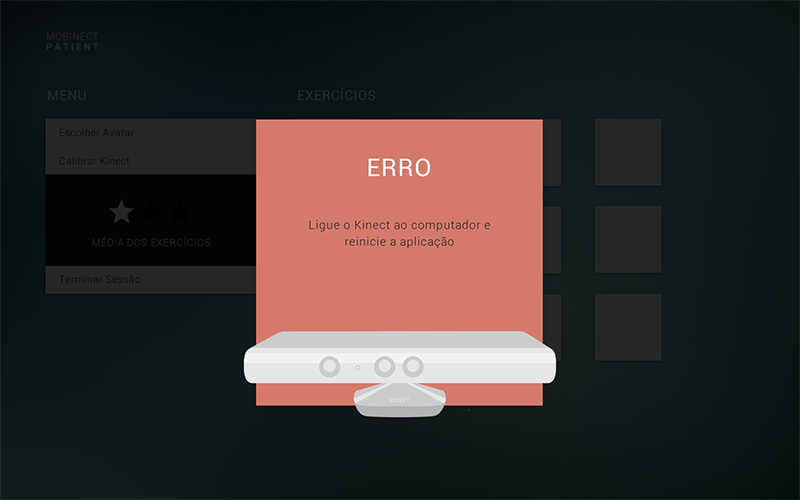 MOBINECT
PATIENT
MENU
EXERCÍCIOS
Escolher Avatar
Calibrar Kinect
MÉDIA DOS EXERCÍCIOS
Terminar Sessão
ERRO
Ligue o Kinect ao computador e
reinicie a aplicação
KINECT